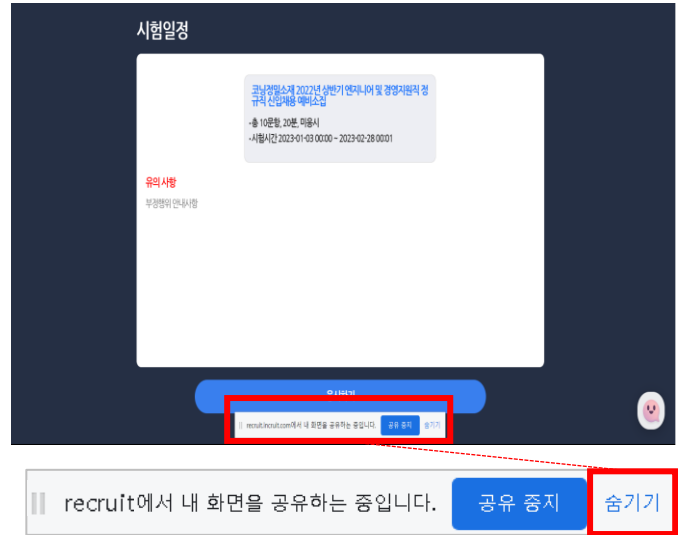 시험일정
코닝정밀소재 2022년 상반기 엔지니어 및 경영지원직 정
규직 신입채용 예비소집
-총 10문항, 20분, 미응시
-시험시간 2023-01-03 00:00 ~ 2023-02-28 00:01
유의 사항
부정행위 안내사항
recruit.incruit.com에서 내 화면을 공유하는 중입니다. 공유 중지 숨기기
recruit에서 내 화면을 공유하는 중입니다. 공유 중지 숨기기